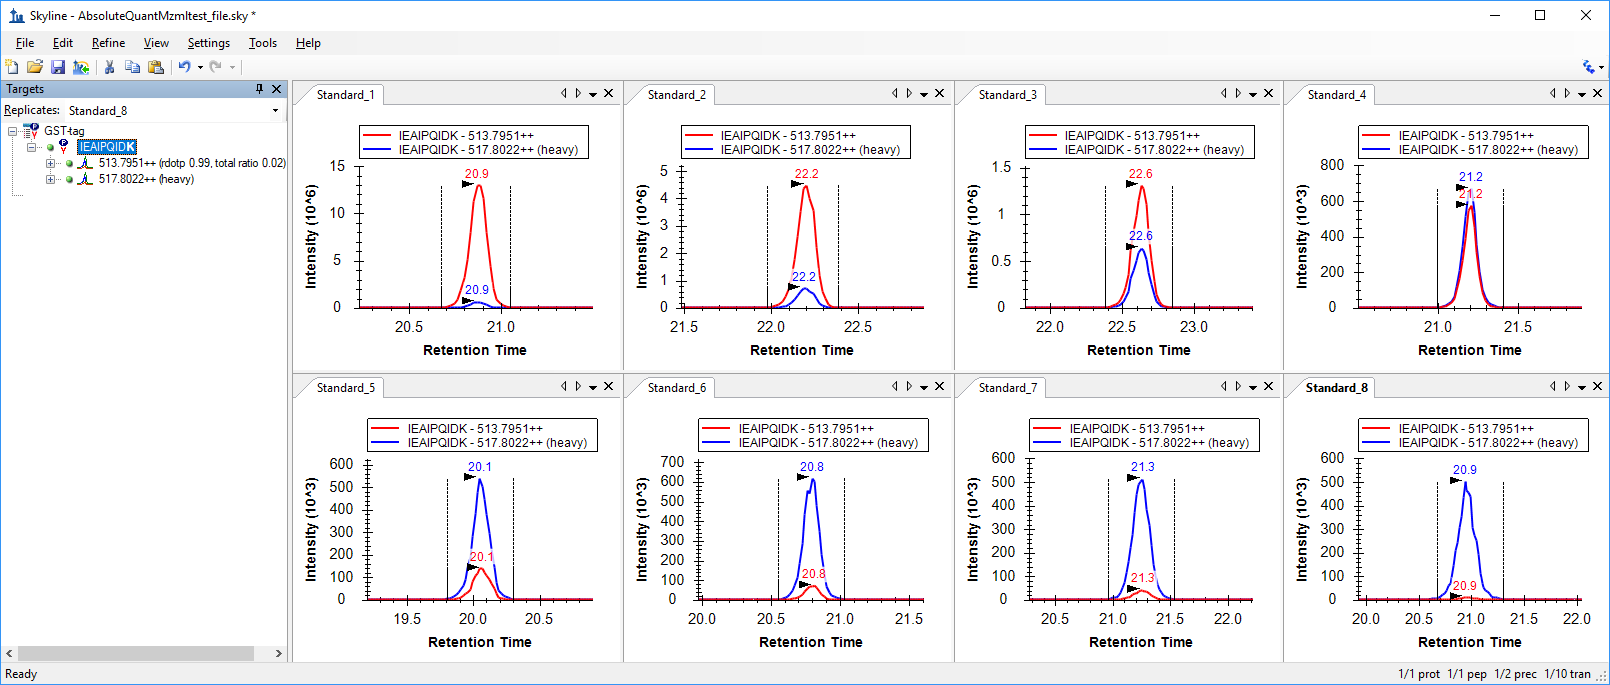 Skyline - AbsoluteQuantMzmltest_file.sky *
File Edit Refine View Settings Tools Help
Targets
Replicates: Standard_8
GST-tag
IEAIPQIDK
513.7951++ (rdotp 0.99, total ratio 0.02)
517.8022++ (heavy)
Standard_1
IEAIPQIDK - 513.7951++
IEAIPQIDK - 517.8022++ (heavy)
Intensity (10^6)
15
10
5
0
20.9
20.9
20.5 21.0
Retention Time
Standard_2
IEAIPQIDK - 513.7951++
IEAIPQIDK - 517.8022++ (heavy)
Intensity (10^6)
5
4
3
2
1
0
22.2
22.2
21.5 22.0 22.5
Retention Time
Standard_3
IEAIPQIDK - 513.7951++
IEAIPQIDK - 517.8022++ (heavy)
Intensity (10^6)
1.5
1
0.5
0
22.6
22.6
22.0 22.5 23.0
Retention Time
Standard_4
IEAIPQIDK - 513.7951++
IEAIPQIDK - 517.8022++ (heavy)
Intensity (10^3)
800
600
400
200
0
21.2
21.2
21.0 21.5
Retention Time
Standard_5
IEAIPQIDK - 513.7951++
IEAIPQIDK - 517.8022++ (heavy)
Intensity (10^3)
600
500
400
300
200
100
0
20.1
20.1
19.5 20.0 20.5
Retention Time
Standard_6
IEAIPQIDK - 513.7951++
IEAIPQIDK - 517.8022++ (heavy)
Intensity (10^3)
700
600
500
400
300
200
100
0
20.8
20.8
20.0 20.5 21.0 21.5
Retention Time
Standard_7
IEAIPQIDK - 513.7951++
IEAIPQIDK - 517.8022++ (heavy)
Intensity (10^3)
600
500
400
300
200
100
0
21.3
21.3
20.5 21.0 21.5 22.0
Retention Time
Standard_8
IEAIPQIDK - 513.7951++
IEAIPQIDK - 517.8022++ (heavy)
Intensity (10^3)
600
500
400
300
200
100
0
20.9
20.9
20.0 20.5 21.0 21.5 22.0
Retention Time
Ready
1/1 prot 1/1 pep 1/2 prec 1/10 tran